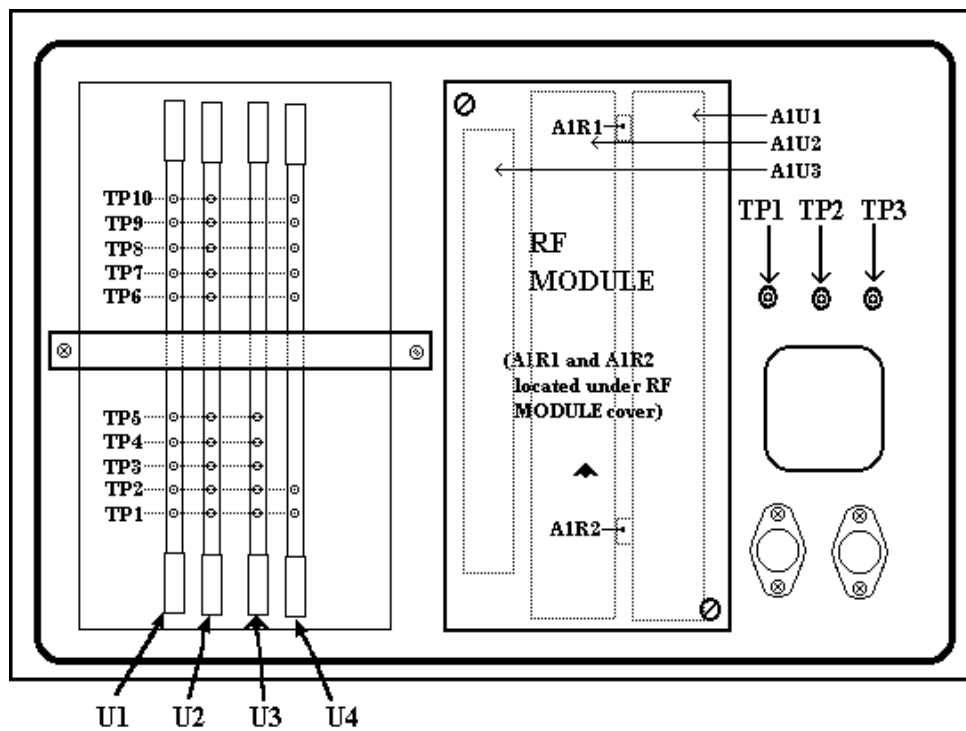 TP10
TP9
TP8
TP7
TP6
TP5
TP4
TP3
TP2
TP1
U1
U2
U3
U4
A1R1
A1U1
A1U2
A1U3
RF
MODULE
(A1R1 and A1R2
located under RF
MODULE cover)
A1R2
TP1 TP2 TP3